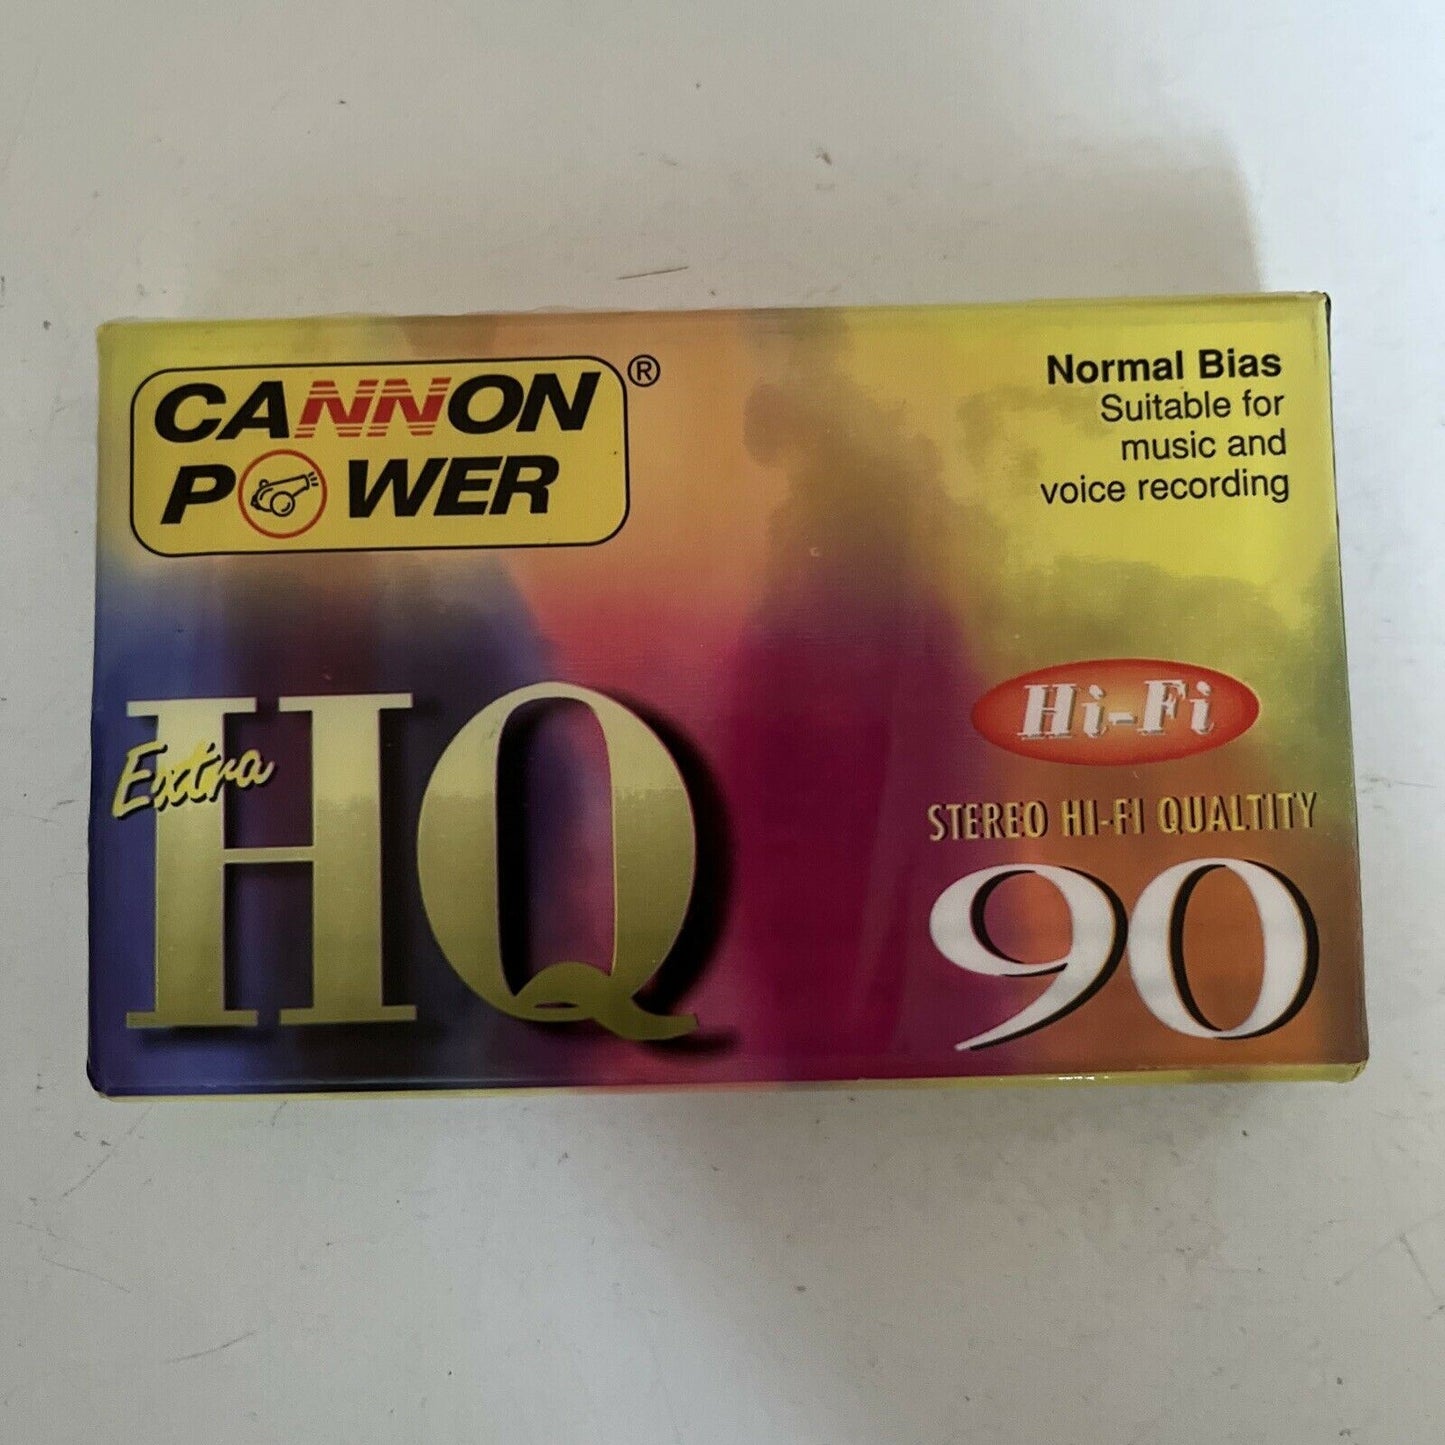 CANNON
POWER
®
Normal Bias
Suitable for
music and
voice recording
Extra
HQ
Hi-Fi
STEREO HI-FI QUALTITY
90